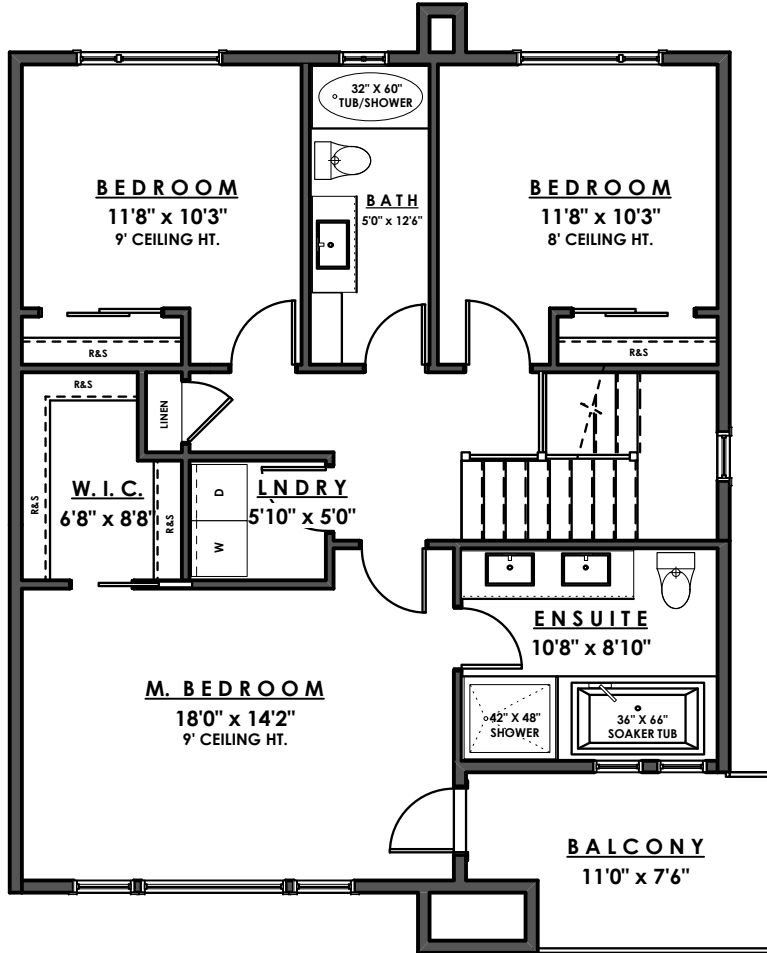 32" X 60"
TUB/SHOWER
BEDROOM
11'8" x 10'3"
9' CEILING HT.
BATH
5'0" x 12'6"
BEDROOM
11'8" x 10'3"
8' CEILING HT.
R&S
R&S
R&S
LINEN
W. I. C.
6'8" x 8'8"
R&S
R&S
D
W
LNDRY
5'10" x 5'0"
ENSUITE
10'8" x 8'10"
M. BEDROOM
18'0" x 14'2"
9' CEILING HT.
42" X 48"
SHOWER
36" X 66"
SOAKER TUB
BALCONY
11'0" x 7'6"